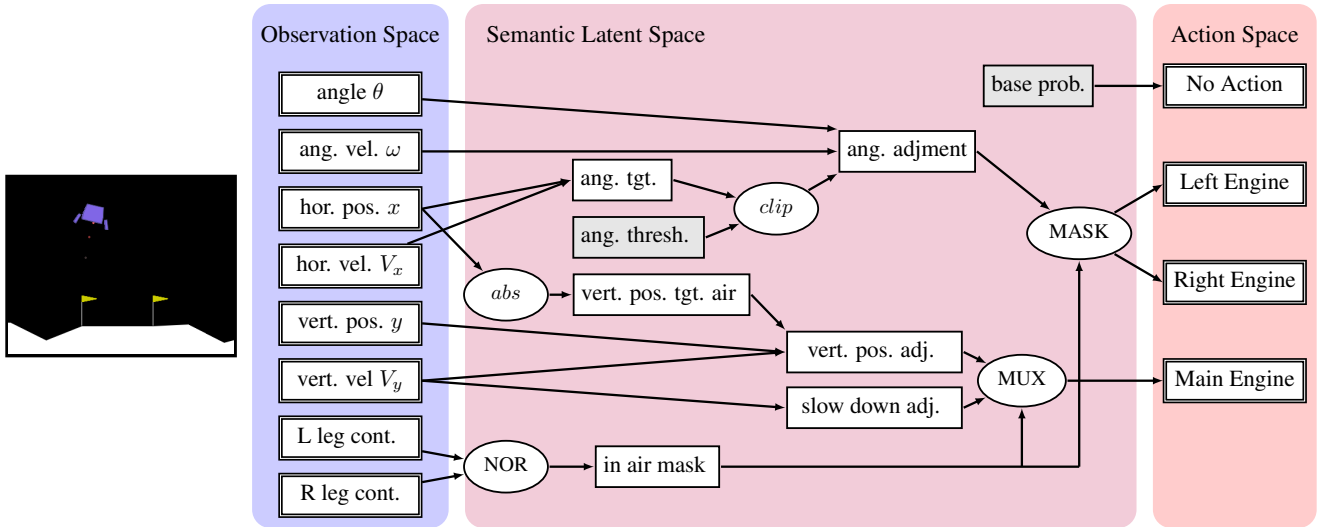 Observation Space
angle θ
ang. vel. ω
hor. pos. x
hor. vel. Vx
vert. pos. y
vert. vel Vy
L leg cont.
R leg cont.
Semantic Latent Space
base prob.
ang. adjment
ang. tgt.
clip
ang. thresh.
MASK
abs
vert. pos. tgt. air
vert. pos. adj.
MUX
slow down adj.
NOR
in air mask
Action Space
No Action
Left Engine
Right Engine
Main Engine